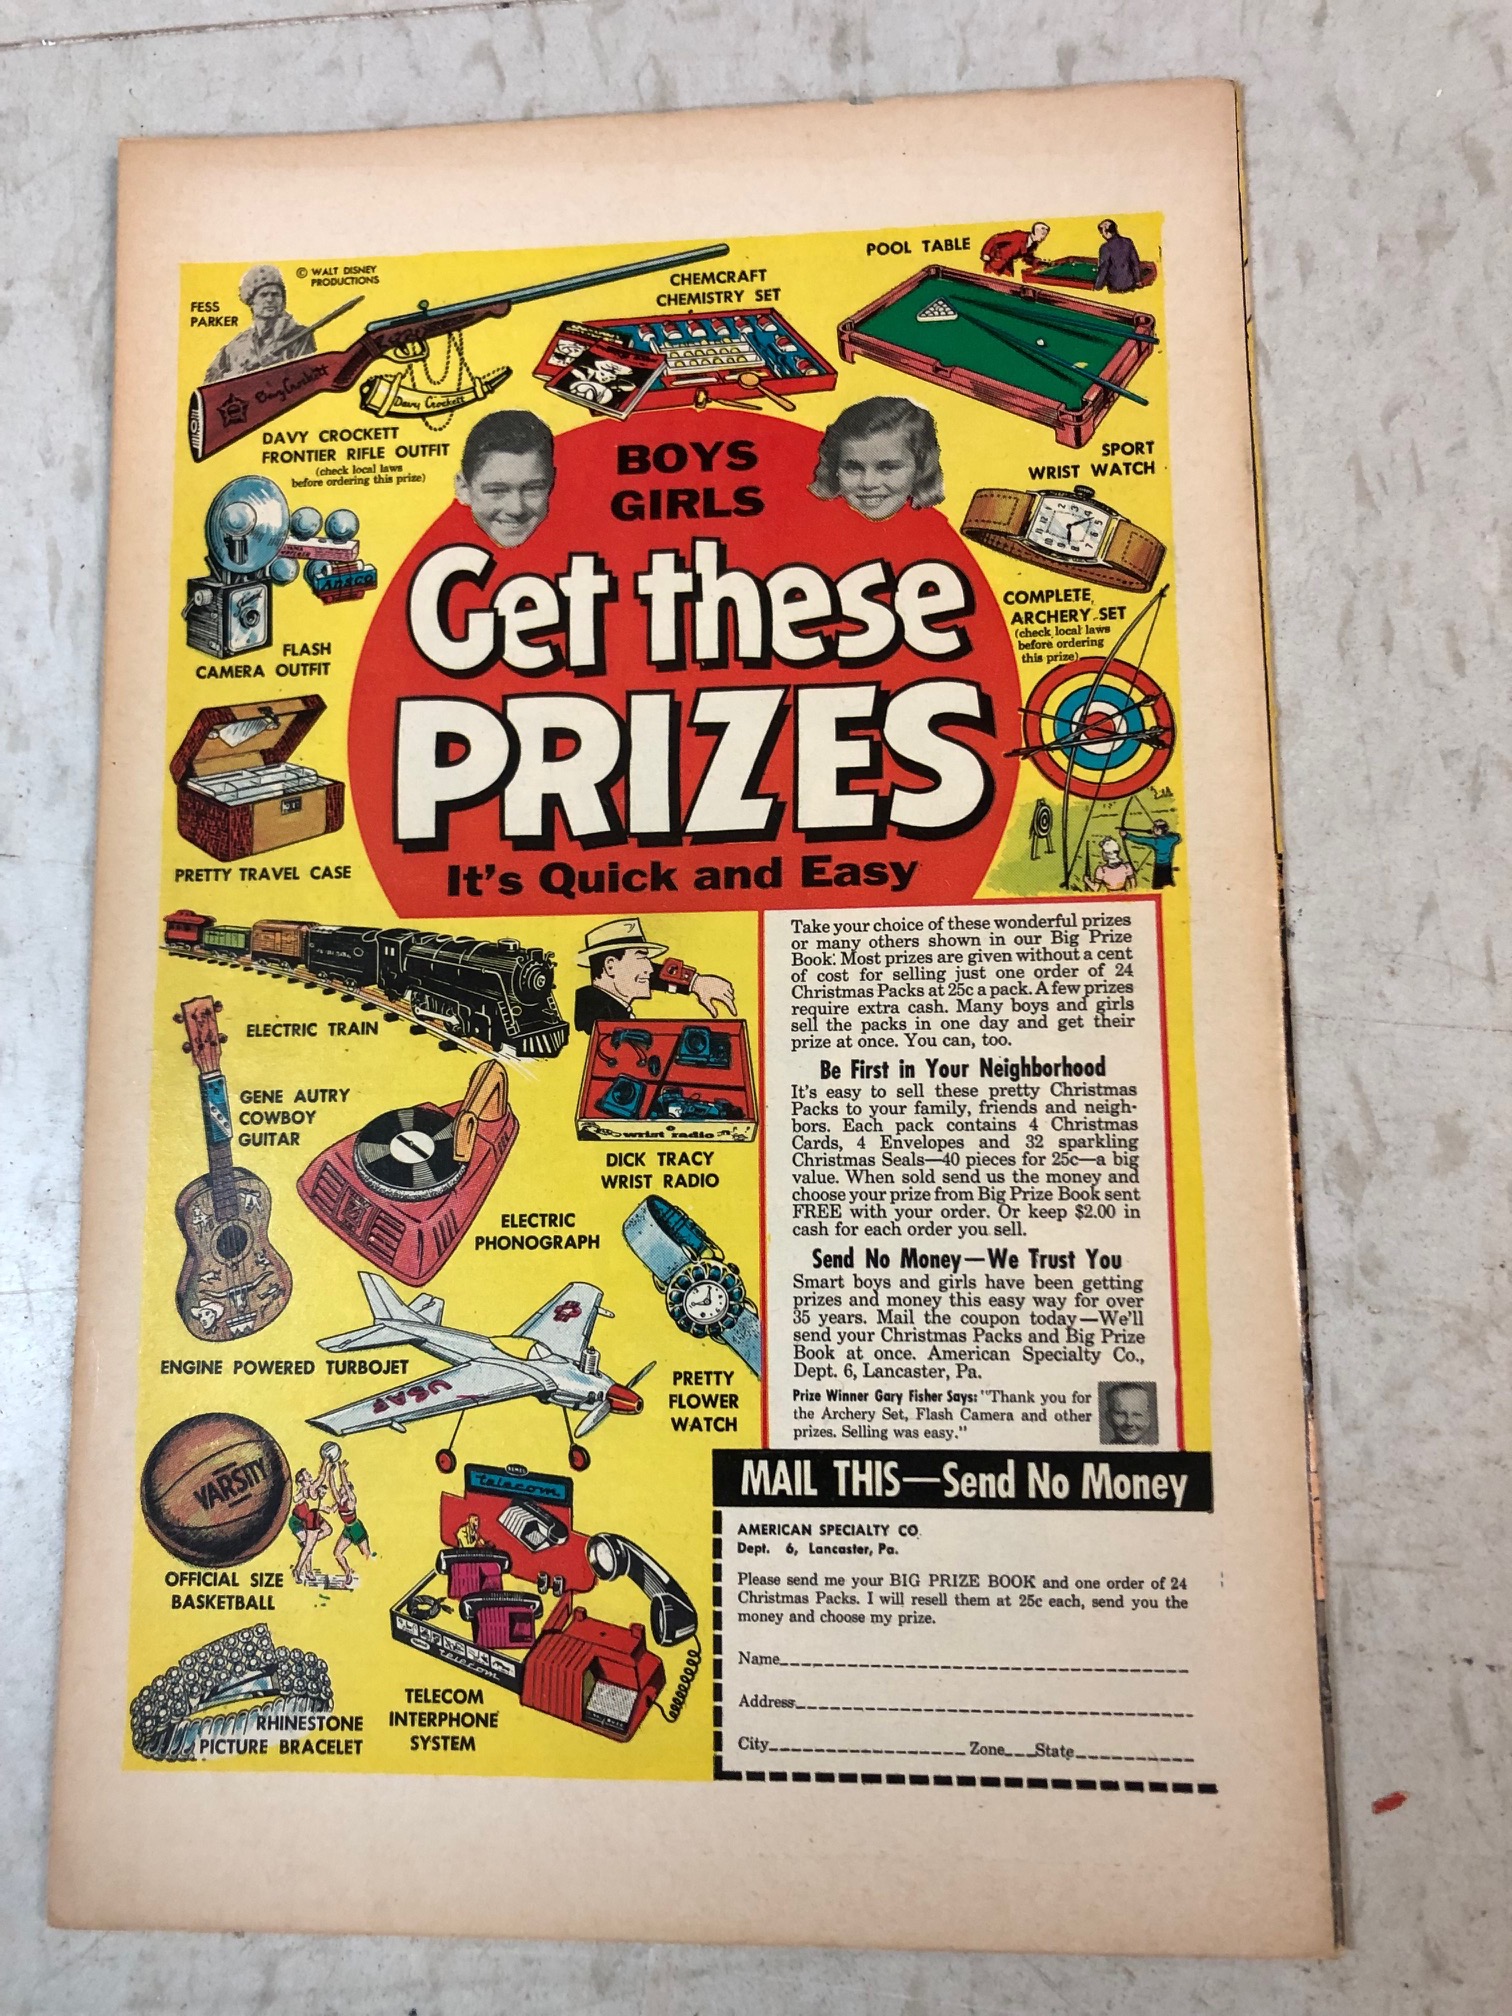 © WALT DISNEY
PRODUCTIONS
FESS
PARKER
Davy Crockett
Davy Crockett
DAVY CROCKETT
FRONTIER RIFLE OUTFIT
(check local laws
before ordering this prize)
CHEMCRAFT
CHEMISTRY SET
POOL TABLE
SPORT
WRIST WATCH
BOYS
GIRLS
Get these
PRIZES
It's Quick and Easy
ANSCO
FLASH
CAMERA OUTFIT
COMPLETE
ARCHERY SET
(check local laws
before ordering
this prize)
PRETTY TRAVEL CASE
ELECTRIC TRAIN
GENE AUTRY
COWBOY
GUITAR
wrist radio
DICK TRACY
WRIST RADIO
ELECTRIC
PHONOGRAPH
ENGINE POWERED TURBOJET
USAF
PRETTY
FLOWER
WATCH
VARSITY
OFFICIAL SIZE
BASKETBALL
telecom
telecom
RHINESTONE
PICTURE BRACELET
TELECOM
INTERPHONE
SYSTEM
Take your choice of these wonderful prizes
or many others shown in our Big Prize
Book. Most prizes are given without a cent
of cost for selling just one order of 24
Christmas Packs at 25c a pack. A few prizes
require extra cash. Many boys and girls
sell the packs in one day and get their
prize at once. You can, too.
Be First in Your Neighborhood
It's easy to sell these pretty Christmas
Packs to your family, friends and neigh-
bors. Each pack contains 4 Christmas
Cards, 4 Envelopes and 32 sparkling
Christmas Seals—40 pieces for 25c—a big
value. When sold send us the money and
choose your prize from Big Prize Book sent
FREE with your order. Or keep $2.00 in
cash for each order you sell.
Send No Money—We Trust You
Smart boys and girls have been getting
prizes and money this easy way for over
35 years. Mail the coupon today—We'll
send your Christmas Packs and Big Prize
Book at once. American Specialty Co.,
Dept. 6, Lancaster, Pa.
Prize Winner Gary Fisher Says: "Thank you for
the Archery Set, Flash Camera and other
prizes. Selling was easy."
MAIL THIS—Send No Money
AMERICAN SPECIALTY CO.
Dept. 6, Lancaster, Pa.
Please send me your BIG PRIZE BOOK and one order of 24
Christmas Packs. I will resell them at 25c each, send you the
money and choose my prize.
Name
Address
City Zone State